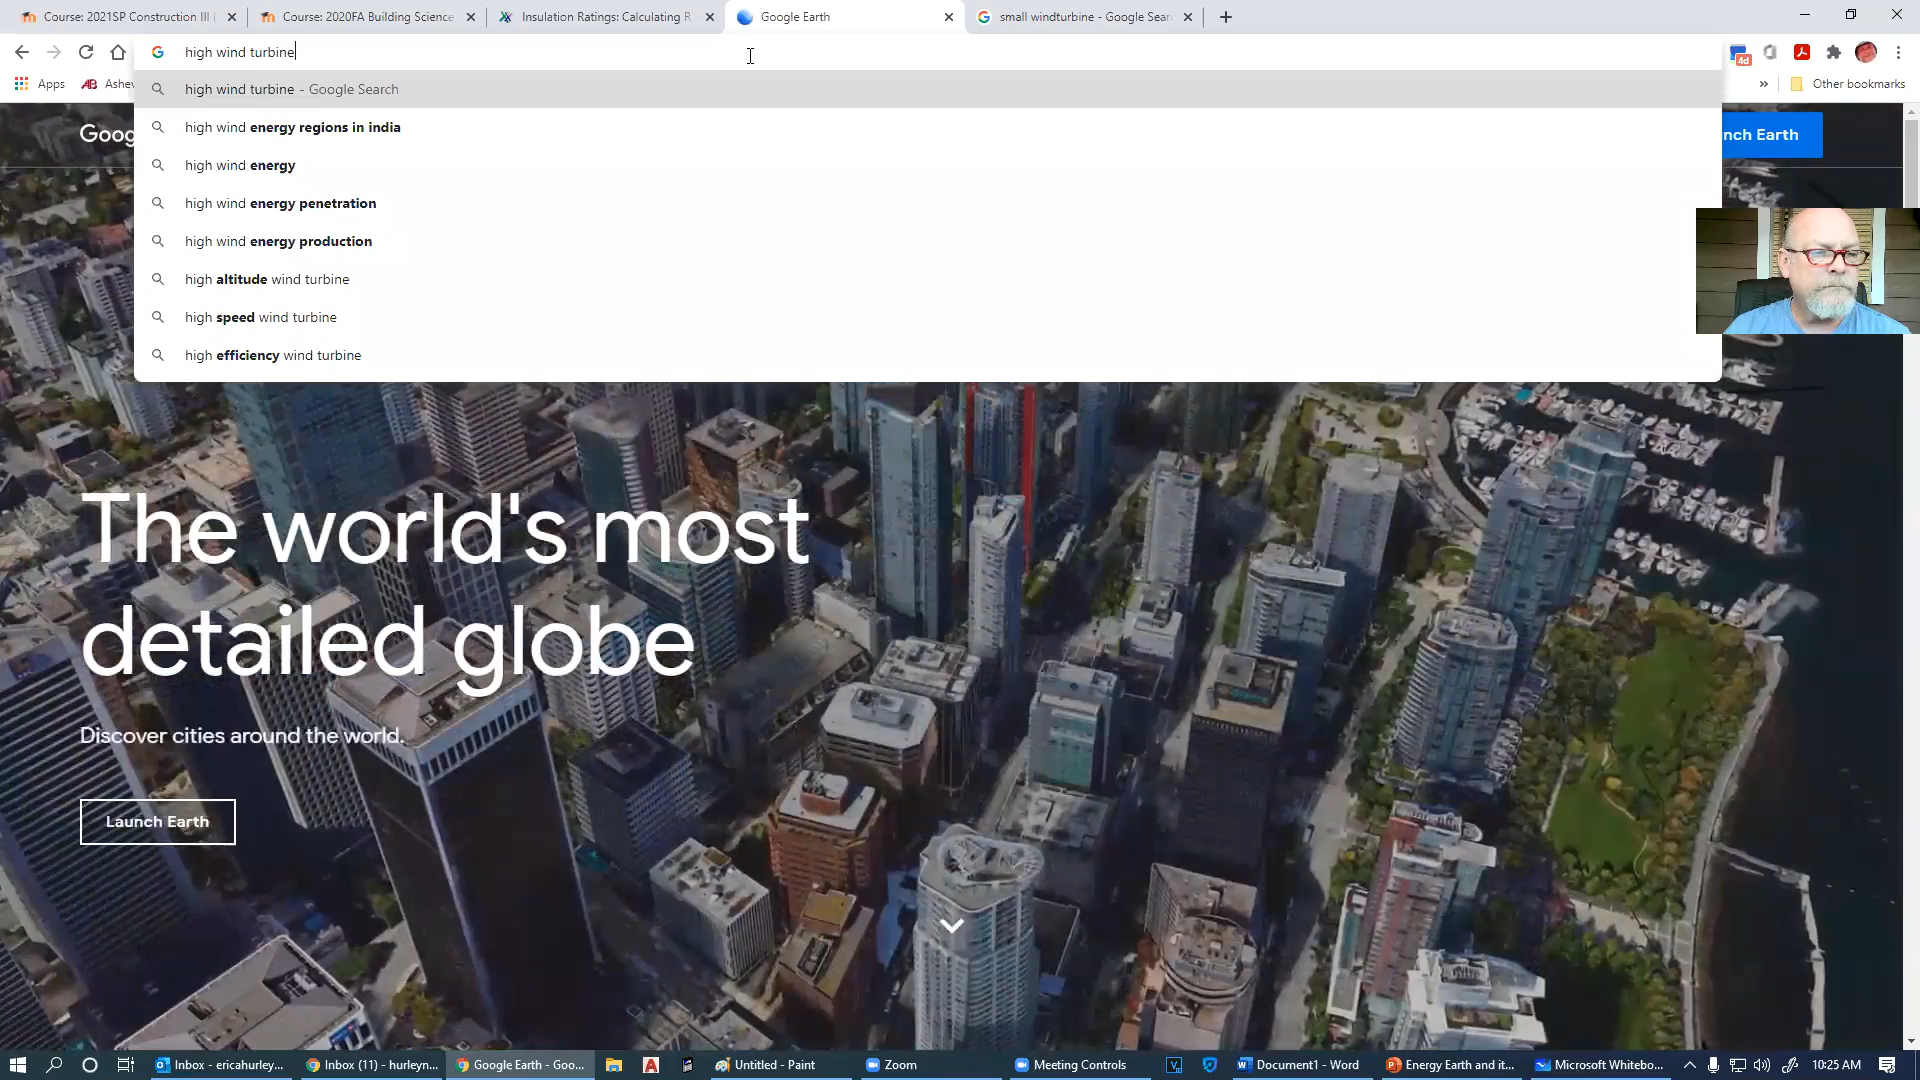 Course: 2021SP Construction III (
Course: 2020FA Building Science
Insulation Ratings: Calculating R
Google Earth
small windturbine - Google Sear
high wind turbine
4d
Apps
AB Ashev
Other bookmarks
high wind turbine - Google Search
high wind energy regions in india
high wind energy
high wind energy penetration
high wind energy production
high altitude wind turbine
high speed wind turbine
high efficiency wind turbine
Goog
nch Earth
The world's most
detailed globe
Discover cities around the world.
Launch Earth
Inbox - ericahurley...
Inbox (11) - hurleyn...
Google Earth - Goo...
Untitled - Paint
Zoom
Meeting Controls
Document1 - Word
Energy Earth and it...
Microsoft Whitebo...
10:25 AM